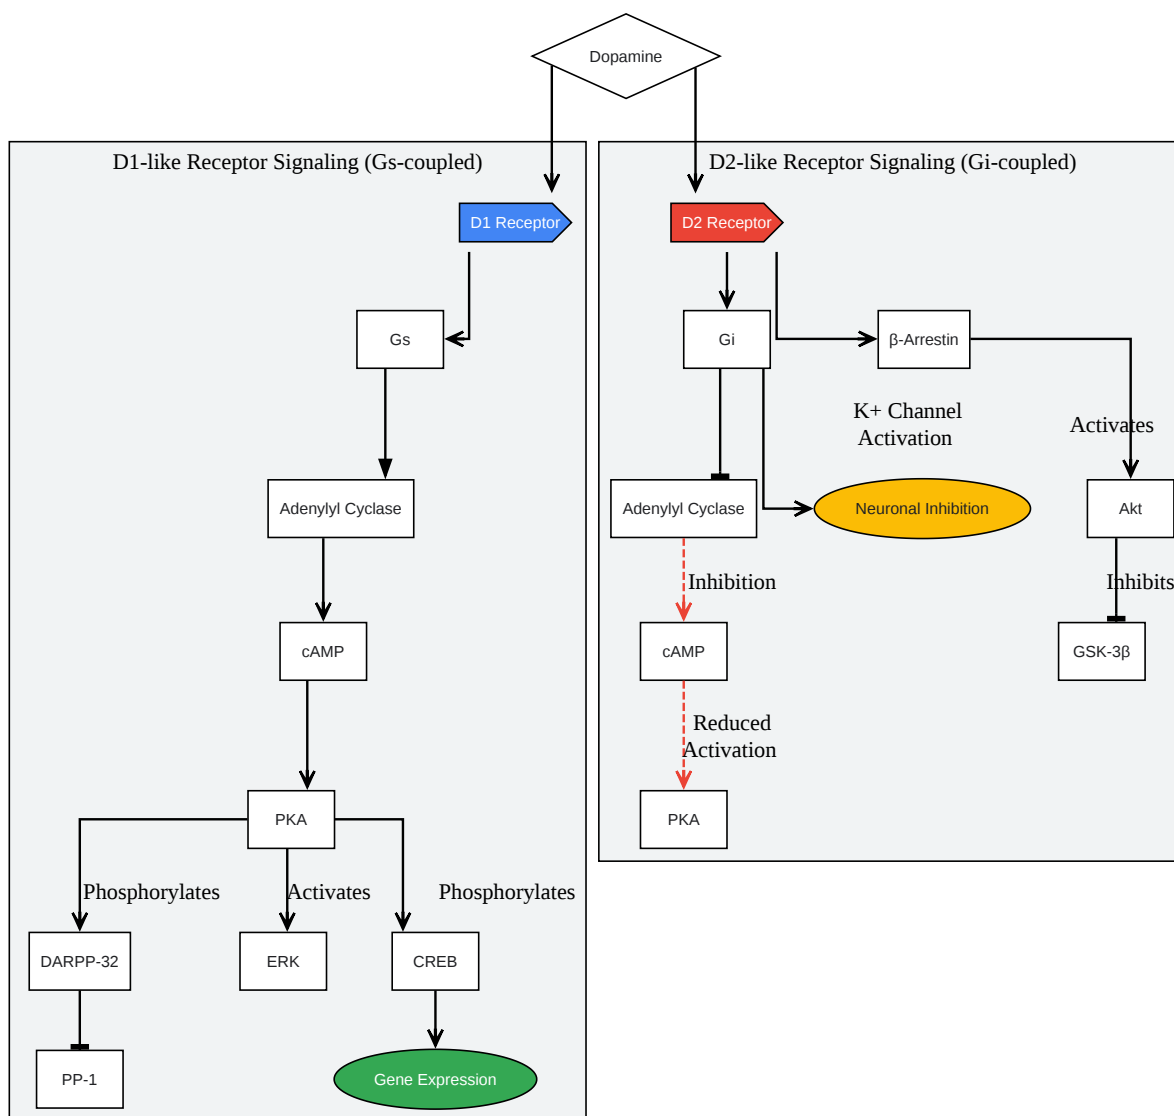 Dopamine
D1-like Receptor Signaling (Gs-coupled)
D2-like Receptor Signaling (Gi-coupled)
D1 Receptor
D2 Receptor
Gs
Gi
β-Arrestin
K+ Channel
Activation
Activates
Adenylyl Cyclase
Adenylyl Cyclase
Neuronal Inhibition
Akt
Inhibition
Inhibits
cAMP
cAMP
GSK-3β
Reduced
Activation
PKA
PKA
Phosphorylates
Activates
Phosphorylates
DARPP-32
ERK
CREB
PP-1
Gene Expression